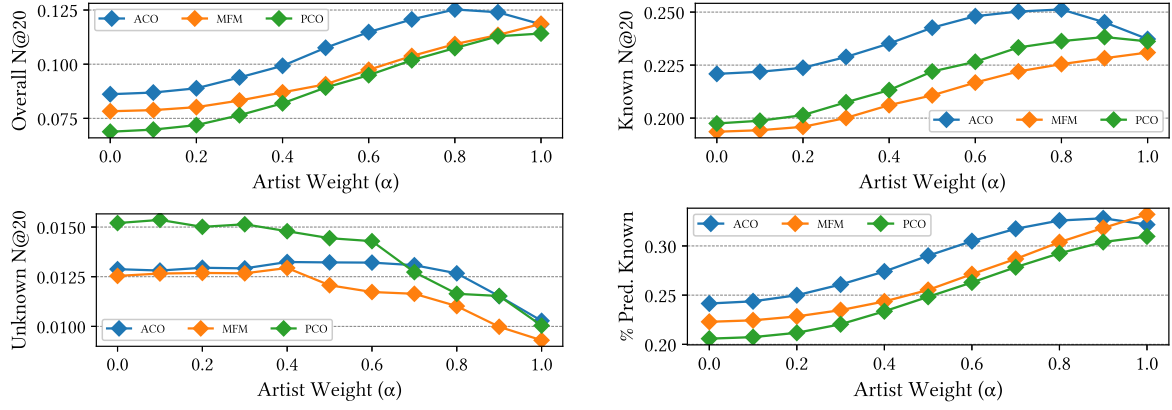 Overall N@20
0.125
0.100
0.075
ACO MFM PCO
0.0 0.2 0.4 0.6 0.8 1.0
Artist Weight (α)
Known N@20
0.250
0.225
0.200
ACO MFM PCO
0.0 0.2 0.4 0.6 0.8 1.0
Artist Weight (α)
Unknown N@20
0.0150
0.0125
0.0100
ACO MFM PCO
0.0 0.2 0.4 0.6 0.8 1.0
Artist Weight (α)
% Pred. Known
0.30
0.25
0.20
ACO MFM PCO
0.0 0.2 0.4 0.6 0.8 1.0
Artist Weight (α)